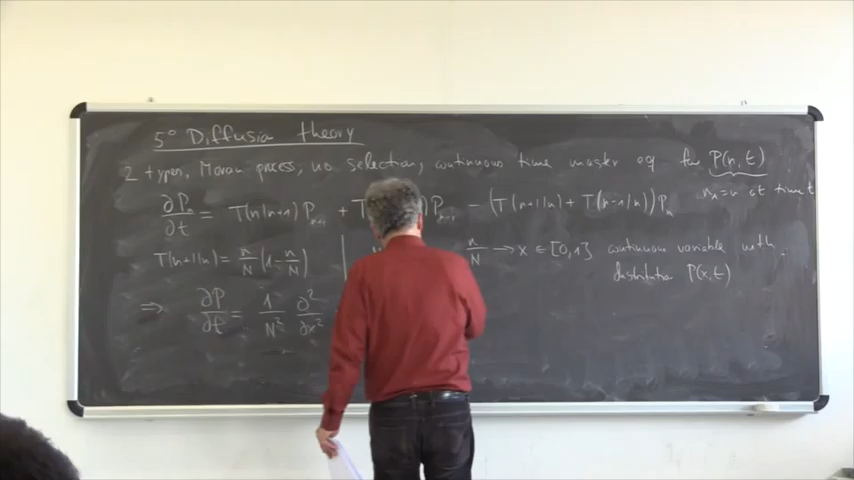 5° Diffusion theory
2 types, Moran process, no selection, continuous time master eq for P(n,t)
n_A = n at time t
∂P_n/∂t = T(n|n+1) P_{n+1} + T )P_{n-1} - (T(n+1|n) + T(n-1|n)) P_n
T(n+1|n) = n/N (1 - n/N) | n/N → x ∈ [0,1] continuous variable with
distribution P(x,t)
⇒ ∂P/∂t = 1/N² ∂²/∂x²